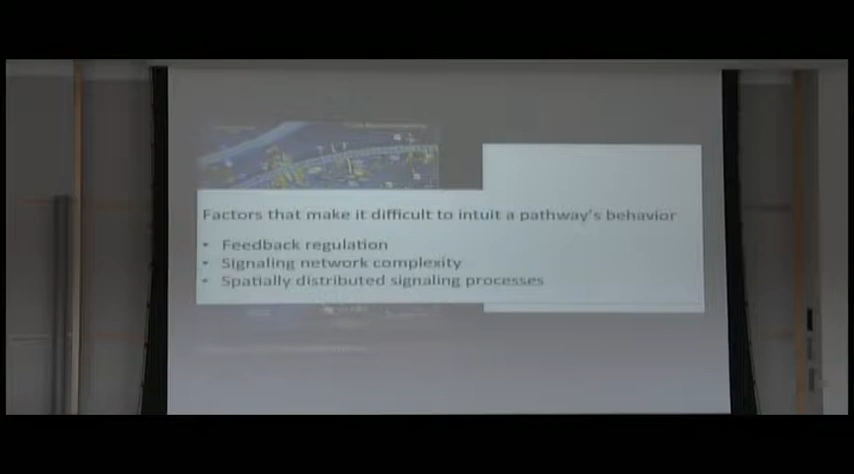 Factors that make it difficult to intuit a pathway's behavior
• Feedback regulation
• Signaling network complexity
• Spatially distributed signaling processes